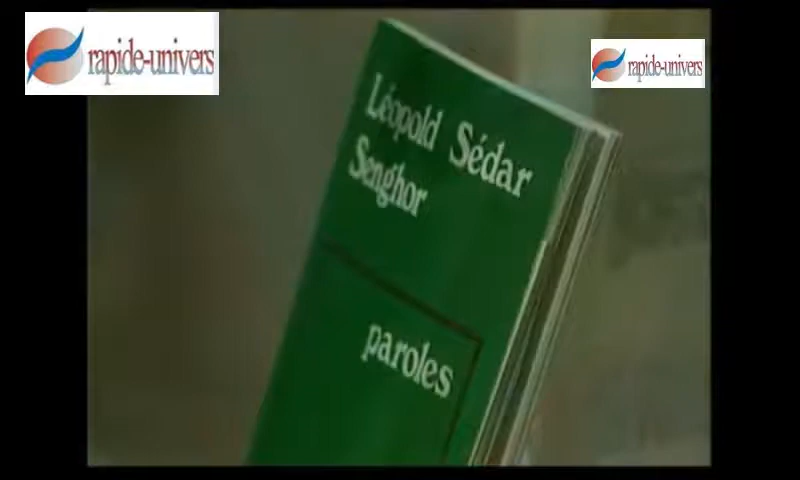 rapide-univers
rapide-univers
Léopold Sédar
Senghor
paroles